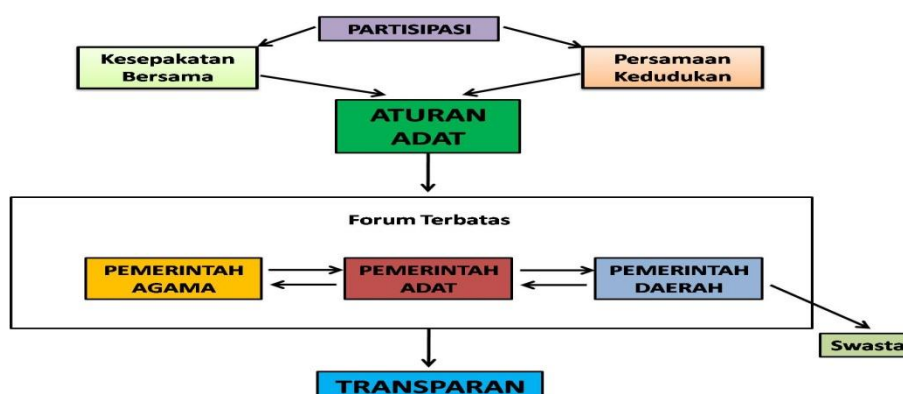 PARTISIPASI
Kesepakatan
Bersama
Persamaan
Kedudukan
ATURAN
ADAT
Forum Terbatas
PEMERINTAH
AGAMA
PEMERINTAH
ADAT
PEMERINTAH
DAERAH
Swasta
TRANSPARAN